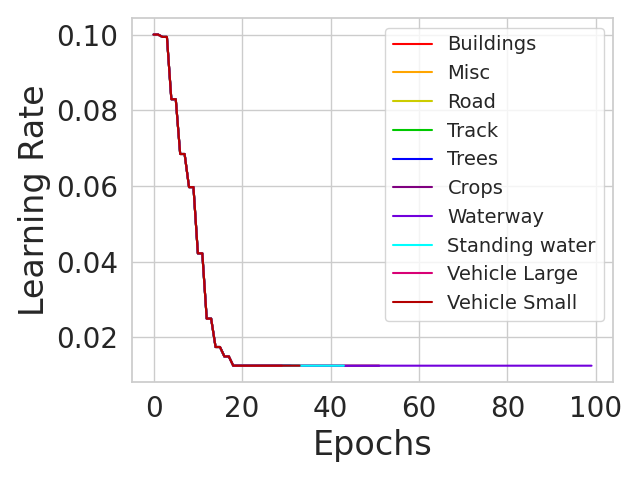 0.10
0.08
0.06
0.04
0.02
Learning Rate
0
20
40
60
80
100
Epochs
Buildings
Misc
Road
Track
Trees
Crops
Waterway
Standing water
Vehicle Large
Vehicle Small